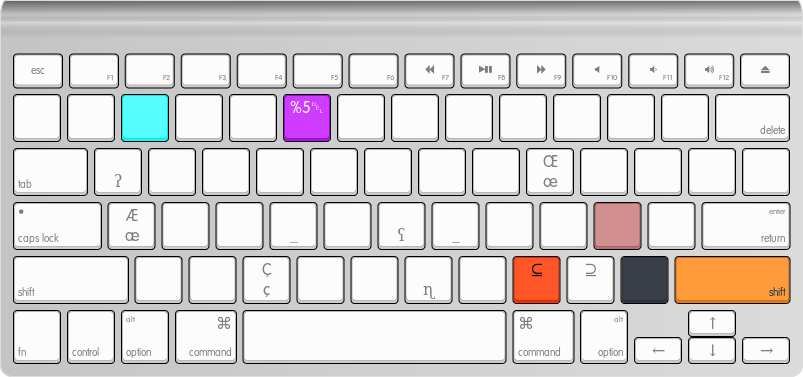 esc F1 F2 F3 F4 F5 F6 F7 F8 F9 F10 F11 F12
%5 delete
tab ʔ Œ œ
caps lock Æ æ _ ʕ _ enter return
shift Ç ç ɳ ⊆ ⊇ shift
fn control alt option ⌘ command ⌘ command alt option ← ↑ ↓ →